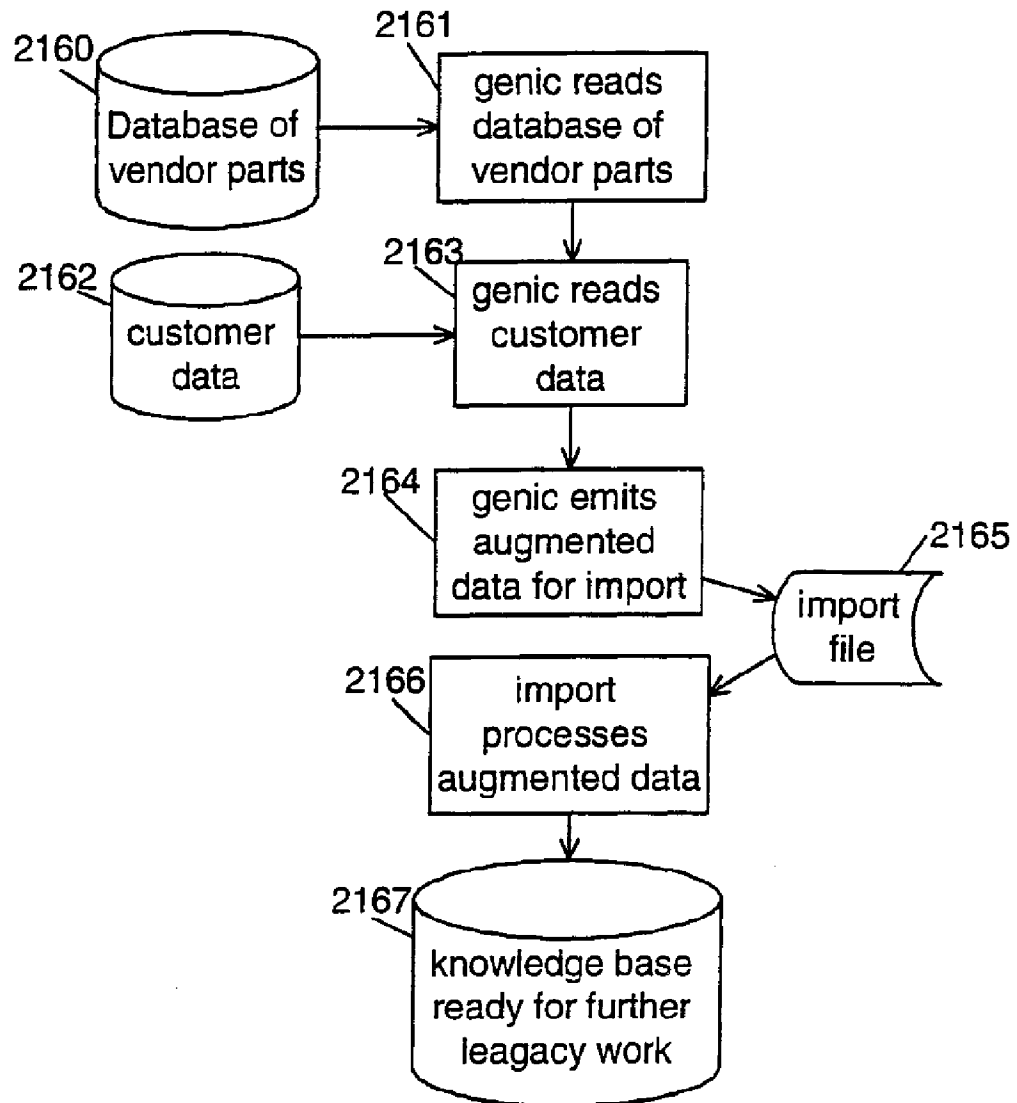 2160
Database of
vendor parts
2161
genic reads
database of
vendor parts
2162
customer
data
2163
genic reads
customer
data
2164
genic emits
augmented
data for import
2165
import
file
2166
import
processes
augmented data
2167
knowledge base
ready for further
leagacy work